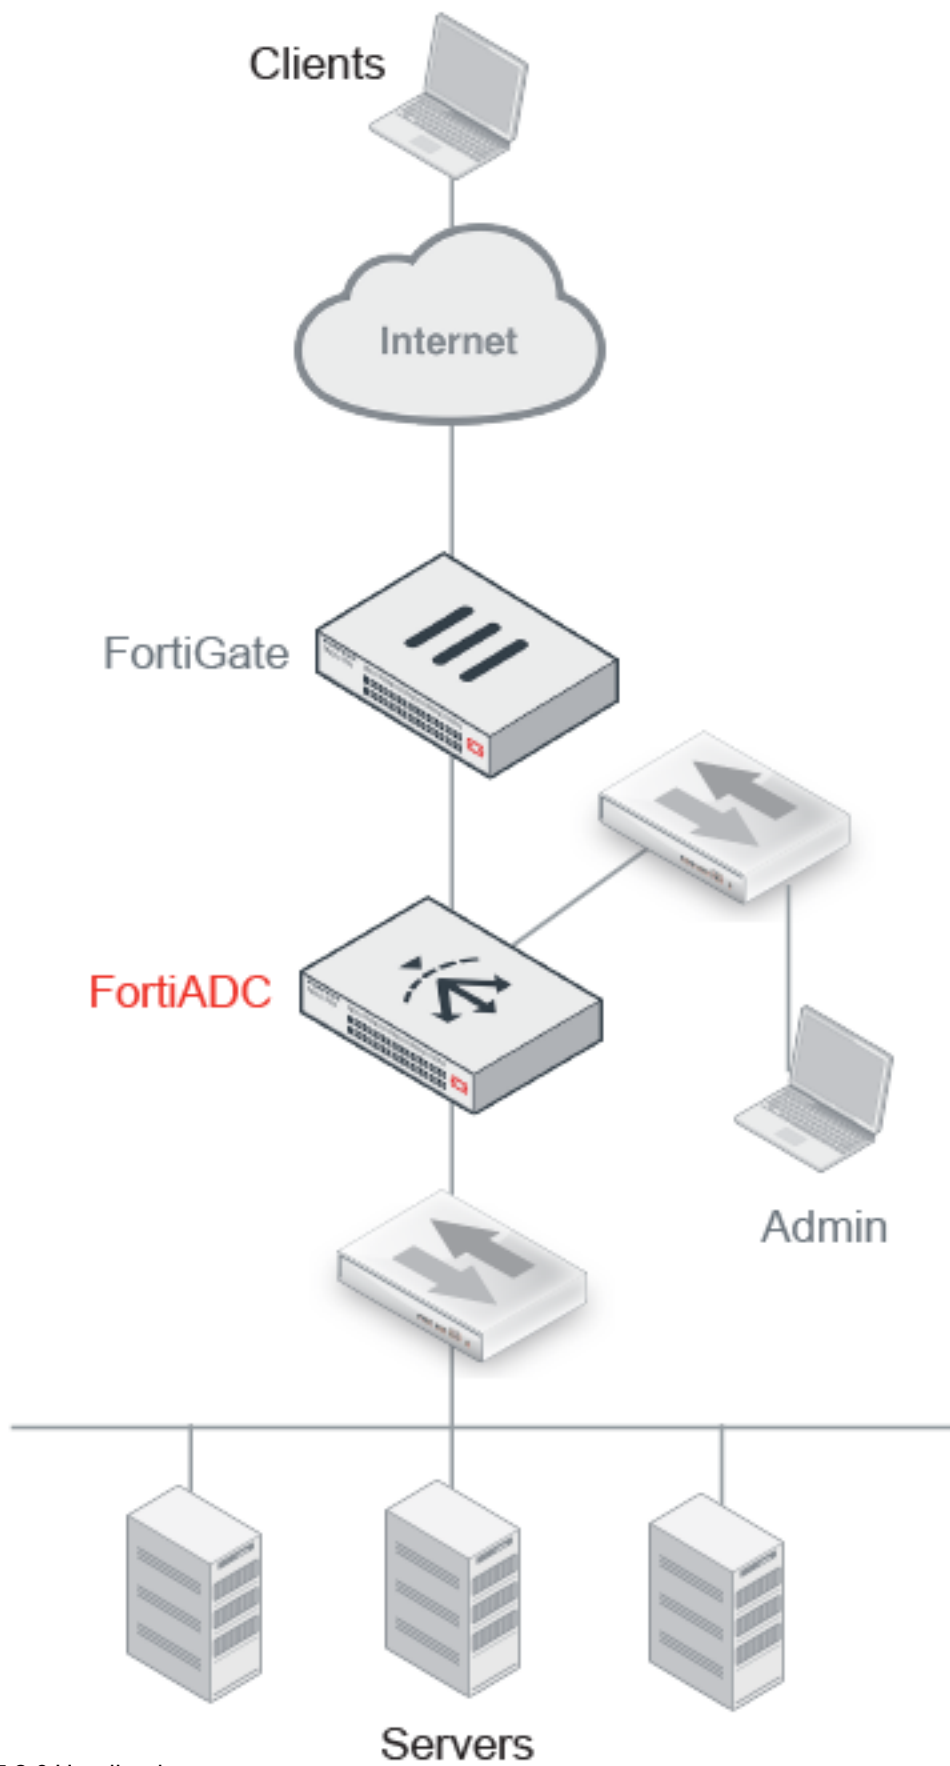 Clients
Internet
FortiGate
FortiADC
Admin
Servers